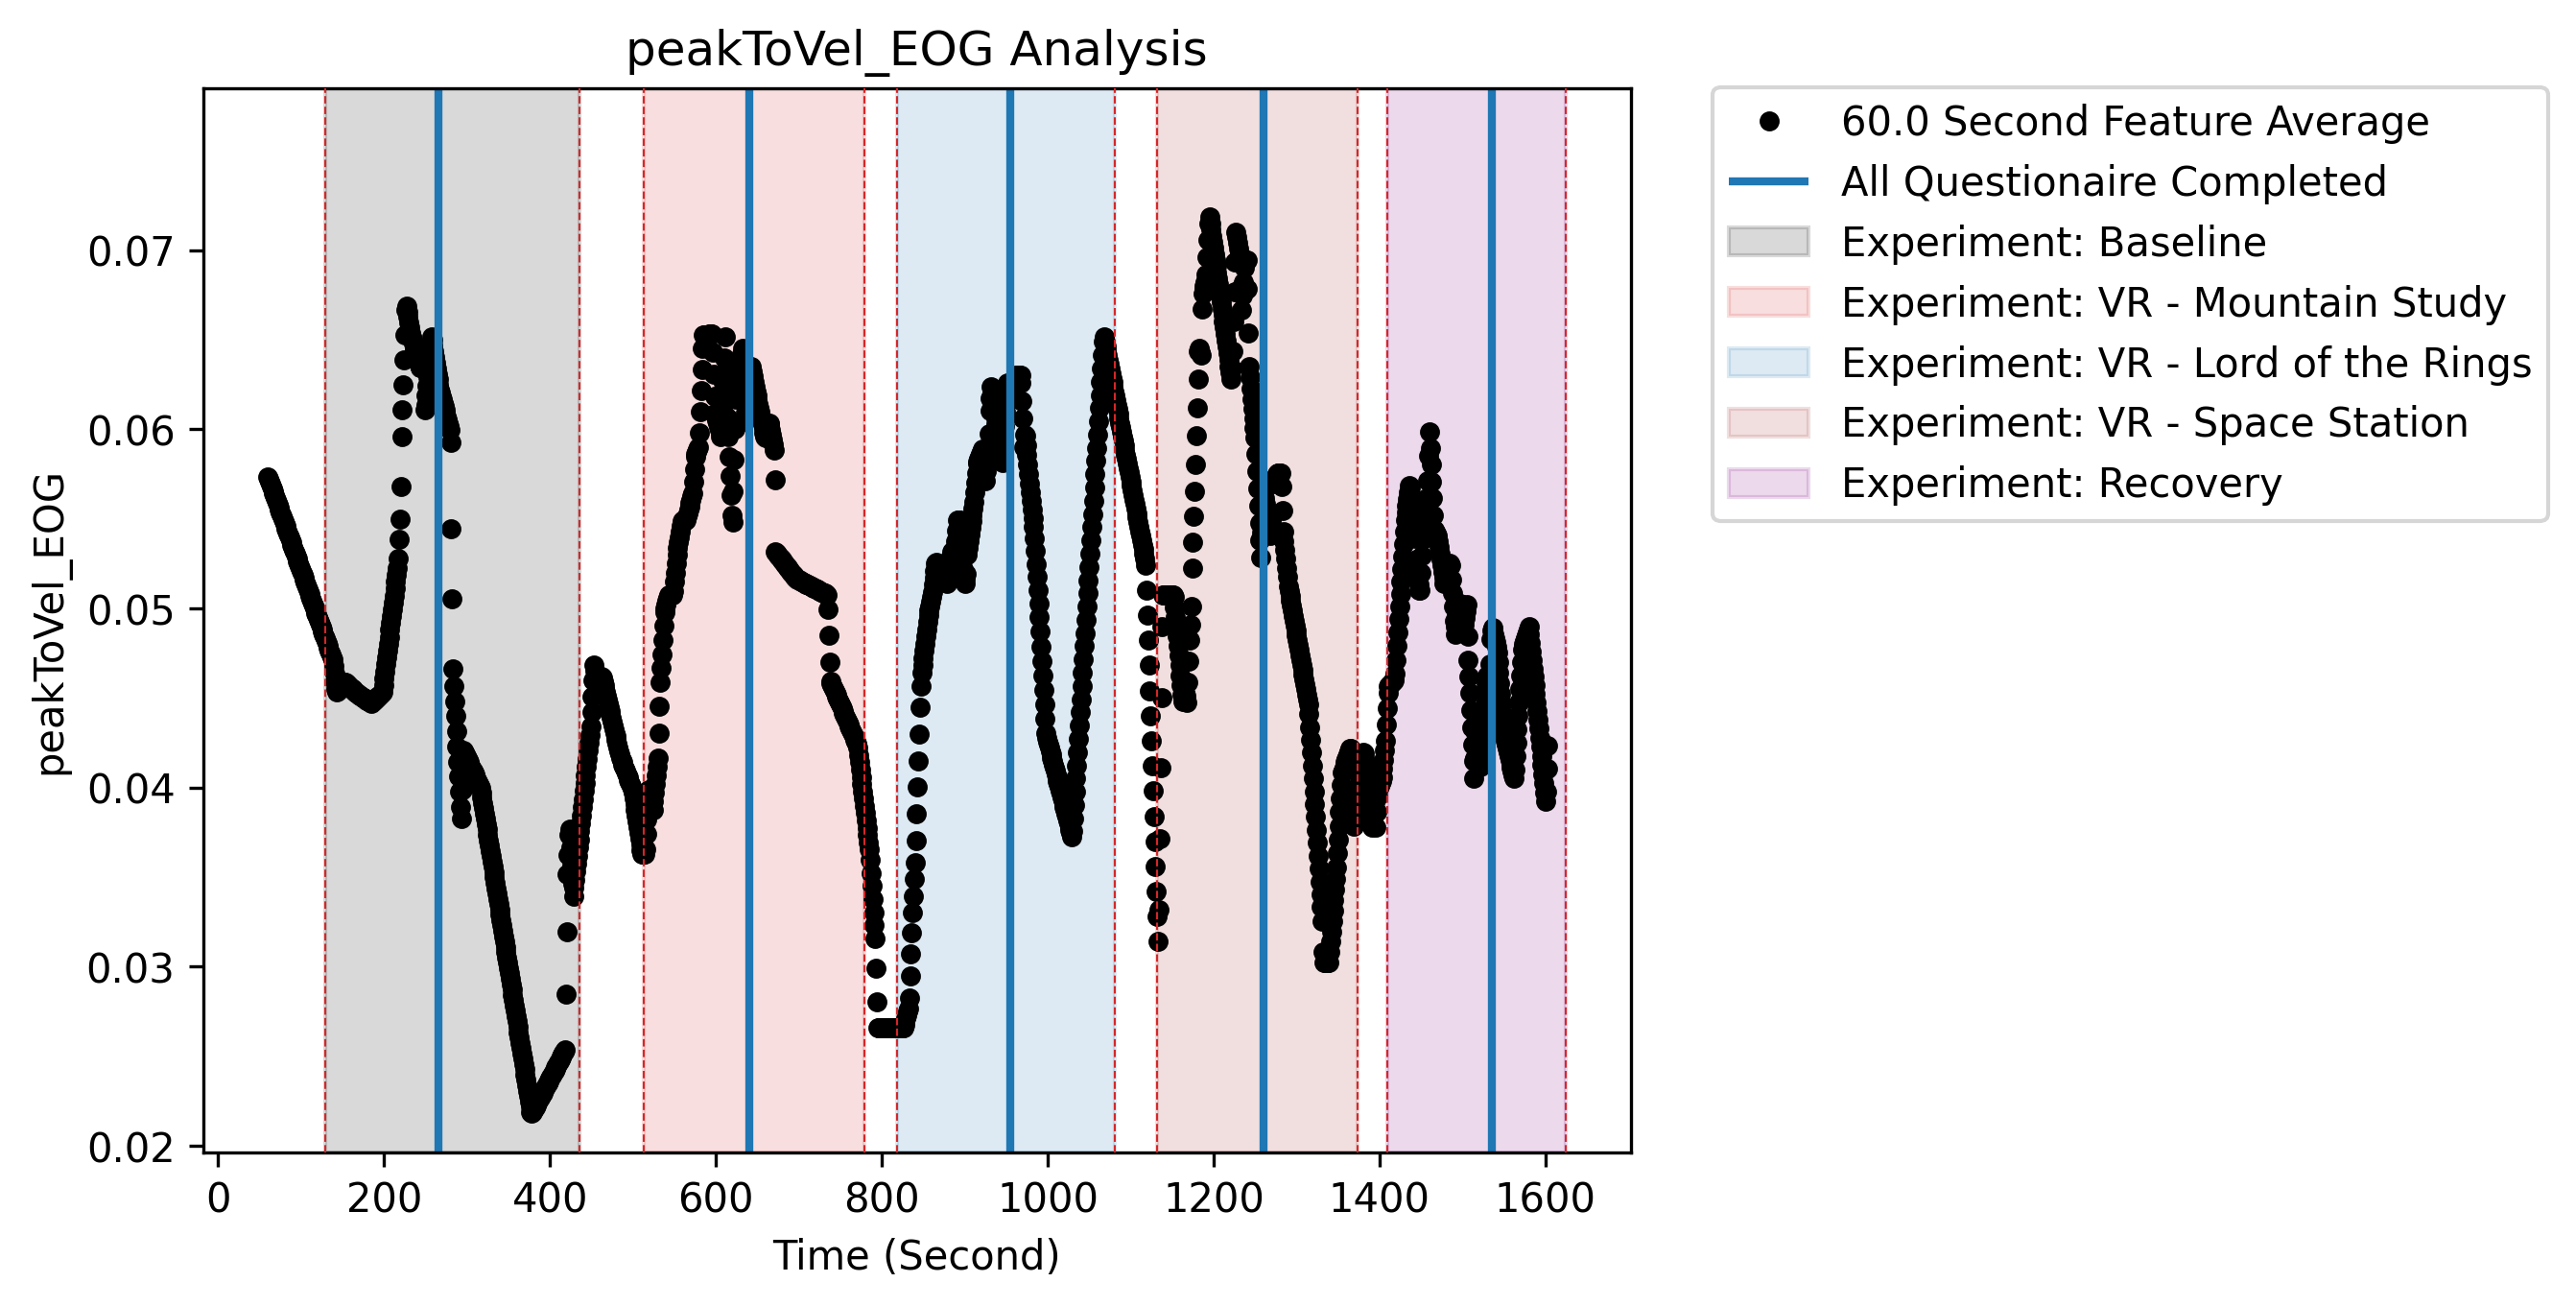 peakToVel_EOG Analysis
60.0 Second Feature Average
All Questionaire Completed
Experiment: Baseline
Experiment: VR - Mountain Study
Experiment: VR - Lord of the Rings
Experiment: VR - Space Station
Experiment: Recovery
peakToVel_EOG
0.07
0.06
0.05
0.04
0.03
0.02
0 200 400 600 800 1000 1200 1400 1600
Time (Second)